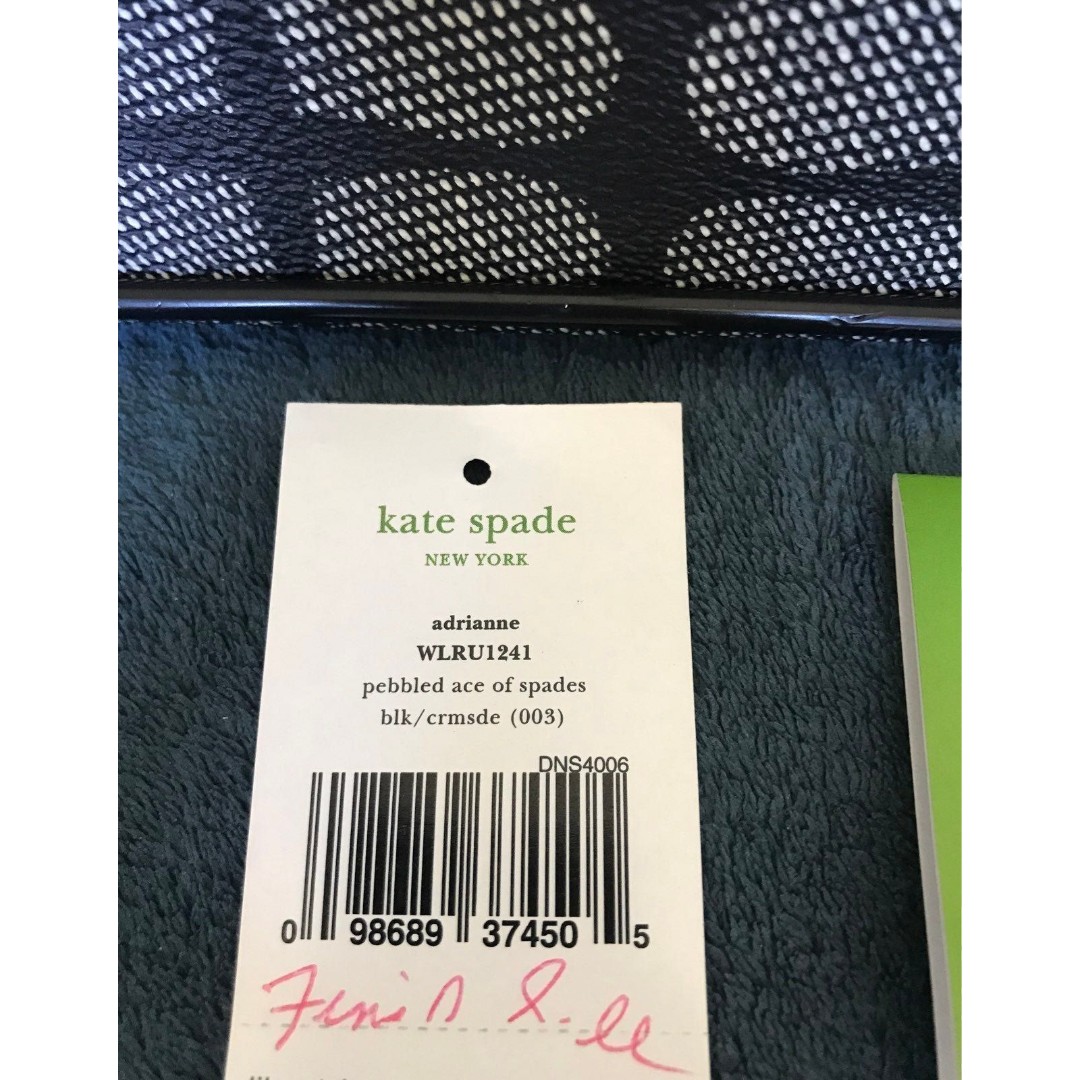 kate spade
NEW YORK
adrianne
WLRU1241
pebbled ace of spades
blk/crmsde (003)
DNS4006
0 98689 37450 5